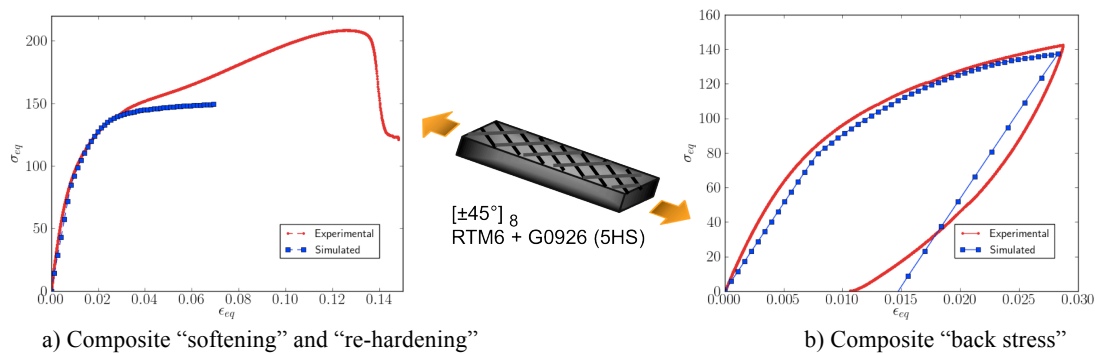 200
150
100
50
0
0.0
0.02
0.04
0.06
0.08
0.10
0.12
0.14
σeq
ϵeq
Experimental
Simulated
[±45°] 8
RTM6 + G0926 (5HS)
160
140
120
100
80
60
40
20
0
0.000
0.005
0.010
0.015
0.020
0.025
0.030
σeq
ϵeq
Experimental
Simulated
a) Composite “softening” and “re-hardening”
b) Composite “back stress”